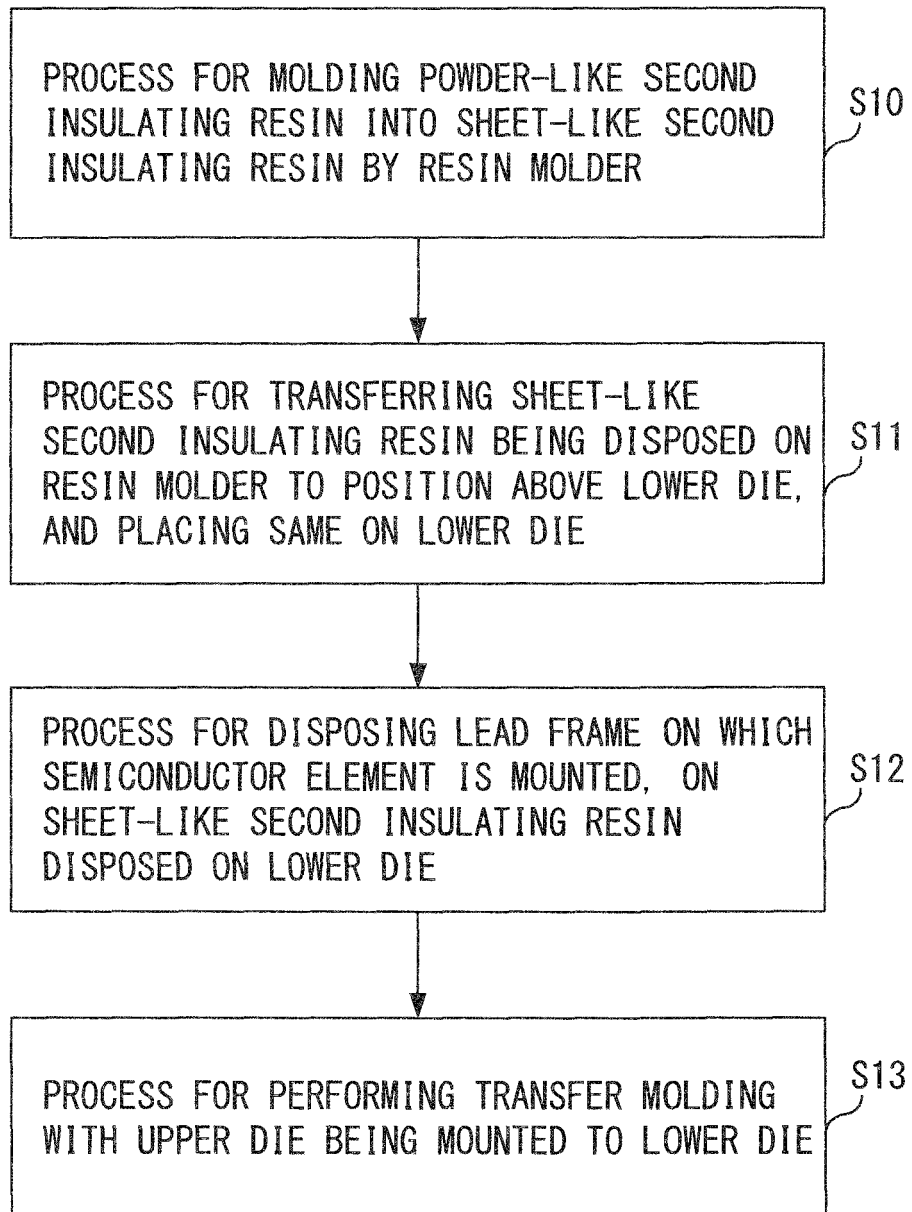 PROCESS FOR MOLDING POWDER-LIKE SECOND
INSULATING RESIN INTO SHEET-LIKE SECOND
INSULATING RESIN BY RESIN MOLDER
S10
PROCESS FOR TRANSFERRING SHEET-LIKE
SECOND INSULATING RESIN BEING DISPOSED ON
RESIN MOLDER TO POSITION ABOVE LOWER DIE,
AND PLACING SAME ON LOWER DIE
S11
PROCESS FOR DISPOSING LEAD FRAME ON WHICH
SEMICONDUCTOR ELEMENT IS MOUNTED, ON
SHEET-LIKE SECOND INSULATING RESIN
DISPOSED ON LOWER DIE
S12
PROCESS FOR PERFORMING TRANSFER MOLDING
WITH UPPER DIE BEING MOUNTED TO LOWER DIE
S13